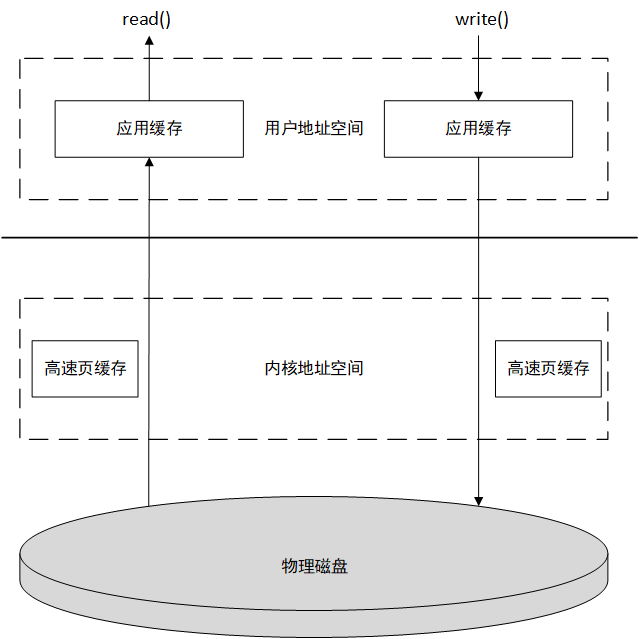 read()
write()
应用缓存
用户地址空间
应用缓存
高速页缓存
内核地址空间
高速页缓存
物理磁盘